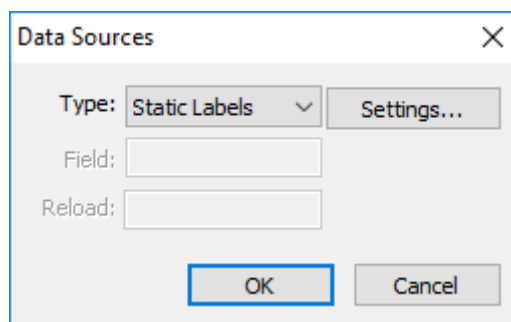 Data Sources
Type: Static Labels Settings...
Field:
Reload:
OK Cancel